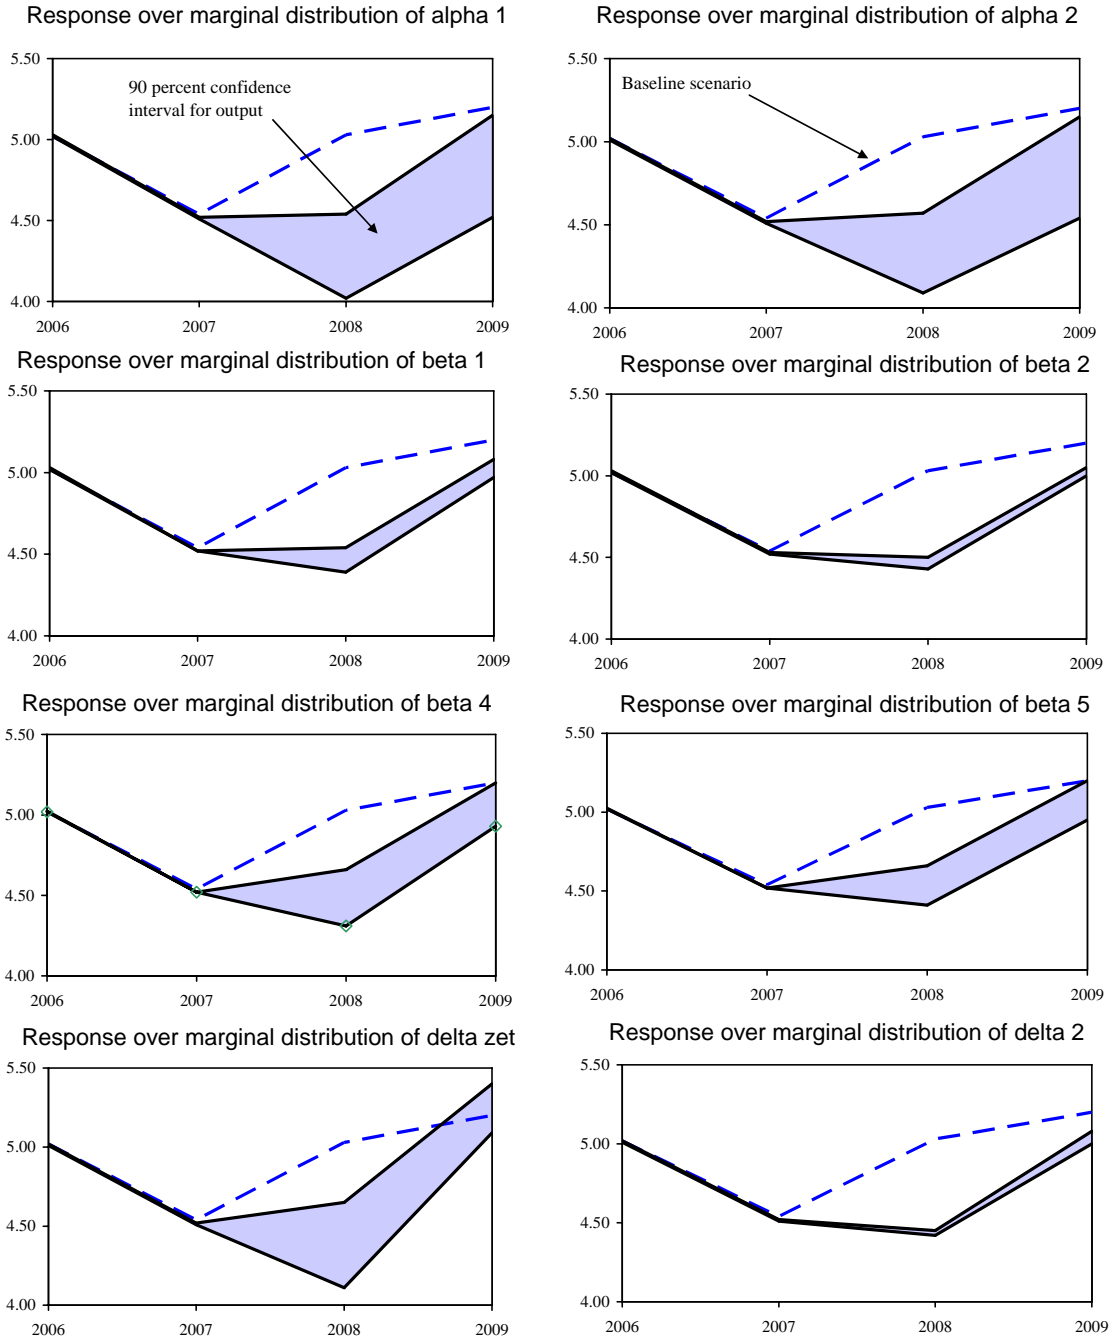 Response over marginal distribution of alpha 1
5.50
5.00
4.50
4.00
90 percent confidence
interval for output
2006 2007 2008 2009
Response over marginal distribution of alpha 2
5.50
5.00
4.50
4.00
Baseline scenario
2006 2007 2008 2009
Response over marginal distribution of beta 1
5.50
5.00
4.50
4.00
2006 2007 2008 2009
Response over marginal distribution of beta 2
5.50
5.00
4.50
4.00
2006 2007 2008 2009
Response over marginal distribution of beta 4
5.50
5.00
4.50
4.00
2006 2007 2008 2009
Response over marginal distribution of beta 5
5.50
5.00
4.50
4.00
2006 2007 2008 2009
Response over marginal distribution of delta zet
5.50
5.00
4.50
4.00
2006 2007 2008 2009
Response over marginal distribution of delta 2
5.50
5.00
4.50
4.00
2006 2007 2008 2009